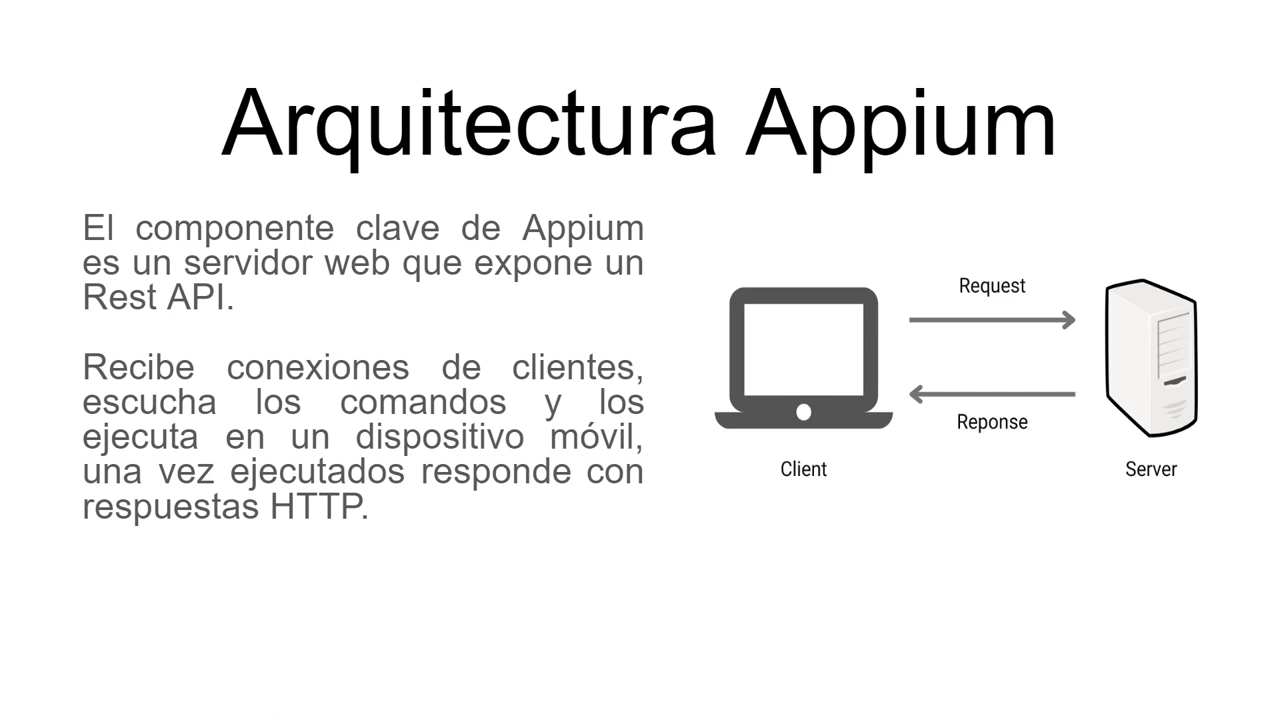 Arquitectura Appium
El componente clave de Appium
es un servidor web que expone un
Rest API.
Recibe conexiones de clientes,
escucha los comandos y los
ejecuta en un dispositivo móvil,
una vez ejecutados responde con
respuestas HTTP.
Request
Reponse
Client
Server